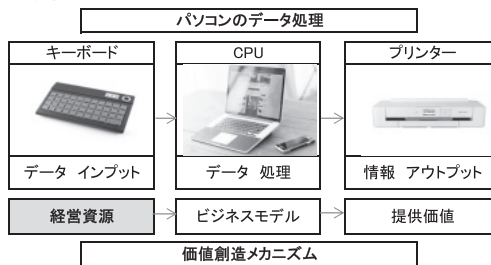 パソコンのデータ処理
キーボード
CPU
プリンター
データ インプット
データ 処理
情報 アウトプット
経営資源
ビジネスモデル
提供価値
価値創造メカニズム